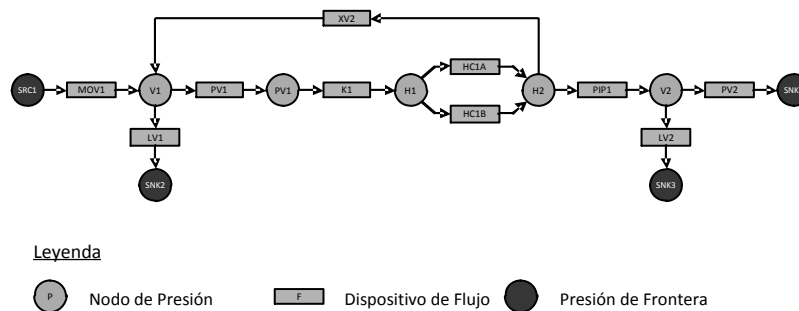 XV2
HC1A
SRC1 MOV1 V1 PV1 PV1 K1 H1 H2 PIP1 V2 PV2 SNK
HC1B
LV1 LV2
SNK2 SNK3
Leyenda
P Nodo de Presión F Dispositivo de Flujo Presión de Frontera